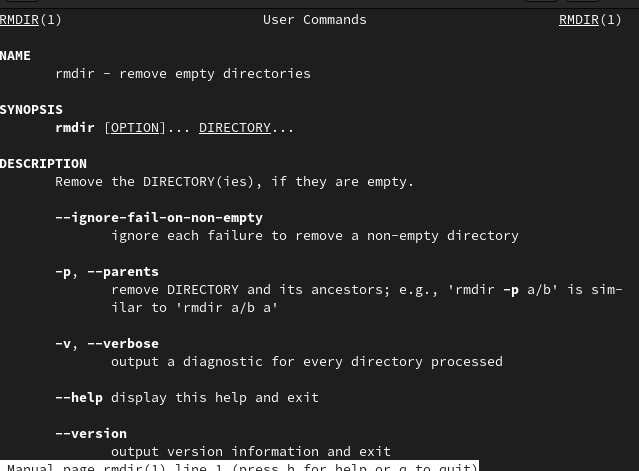 RMDIR(1) User Commands RMDIR(1)
NAME
rmdir - remove empty directories
SYNOPSIS
rmdir [OPTION]... DIRECTORY...
DESCRIPTION
Remove the DIRECTORY(ies), if they are empty.
--ignore-fail-on-non-empty
ignore each failure to remove a non-empty directory
-p, --parents
remove DIRECTORY and its ancestors; e.g., 'rmdir -p a/b' is sim-
ilar to 'rmdir a/b a'
-v, --verbose
output a diagnostic for every directory processed
--help display this help and exit
--version
output version information and exit
Manual page rmdir(1) line 1 (press h for help or q to quit)